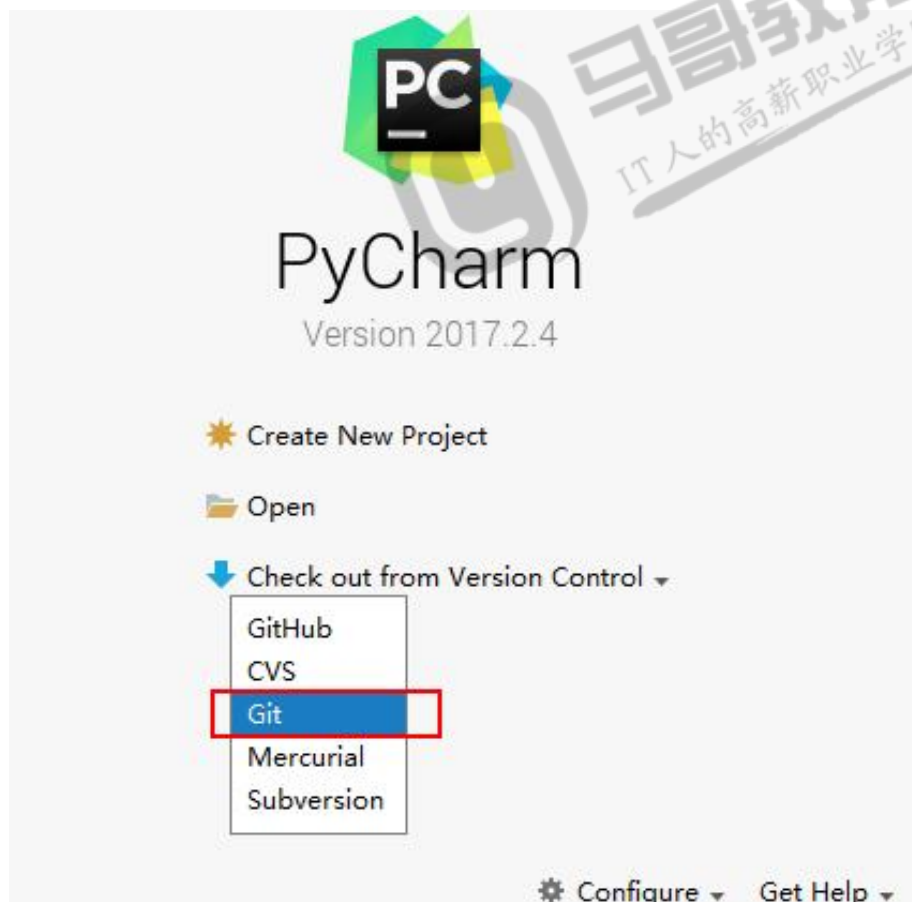 马哥教育
IT人的高薪职业学
PC
PyCharm
Version 2017.2.4
Create New Project
Open
Check out from Version Control
GitHub
CVS
Git
Mercurial
Subversion
Configure
Get Help